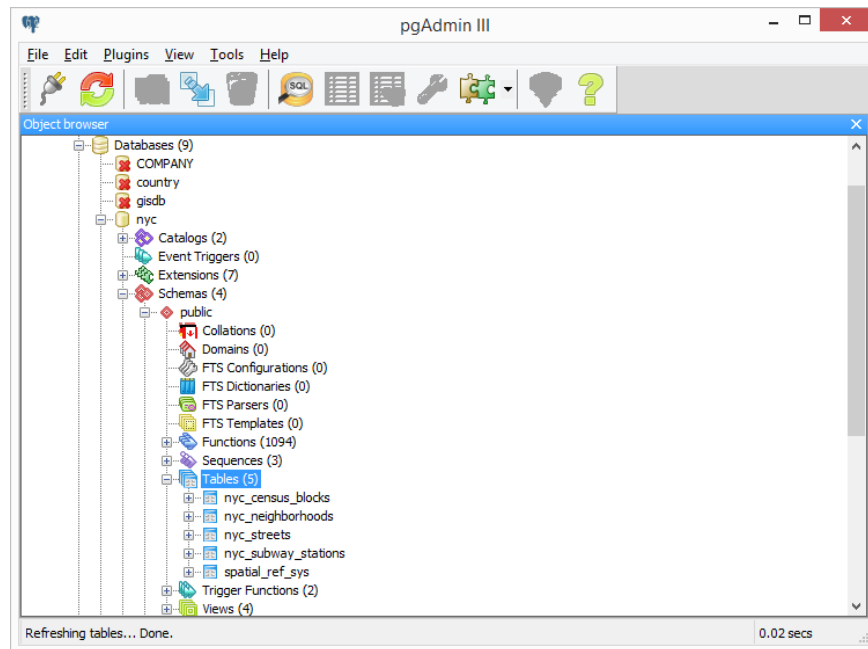 pgAdmin III
File Edit Plugins View Tools Help
SQL
Object browser
Databases (9)
COMPANY
country
gisdb
nyc
Catalogs (2)
Event Triggers (0)
Extensions (7)
Schemas (4)
public
Collations (0)
Domains (0)
FTS Configurations (0)
FTS Dictionaries (0)
FTS Parsers (0)
FTS Templates (0)
Functions (1094)
Sequences (3)
Tables (5)
nyc_census_blocks
nyc_neighborhoods
nyc_streets
nyc_subway_stations
spatial_ref_sys
Trigger Functions (2)
Views (4)
Refreshing tables... Done. 0.02 secs